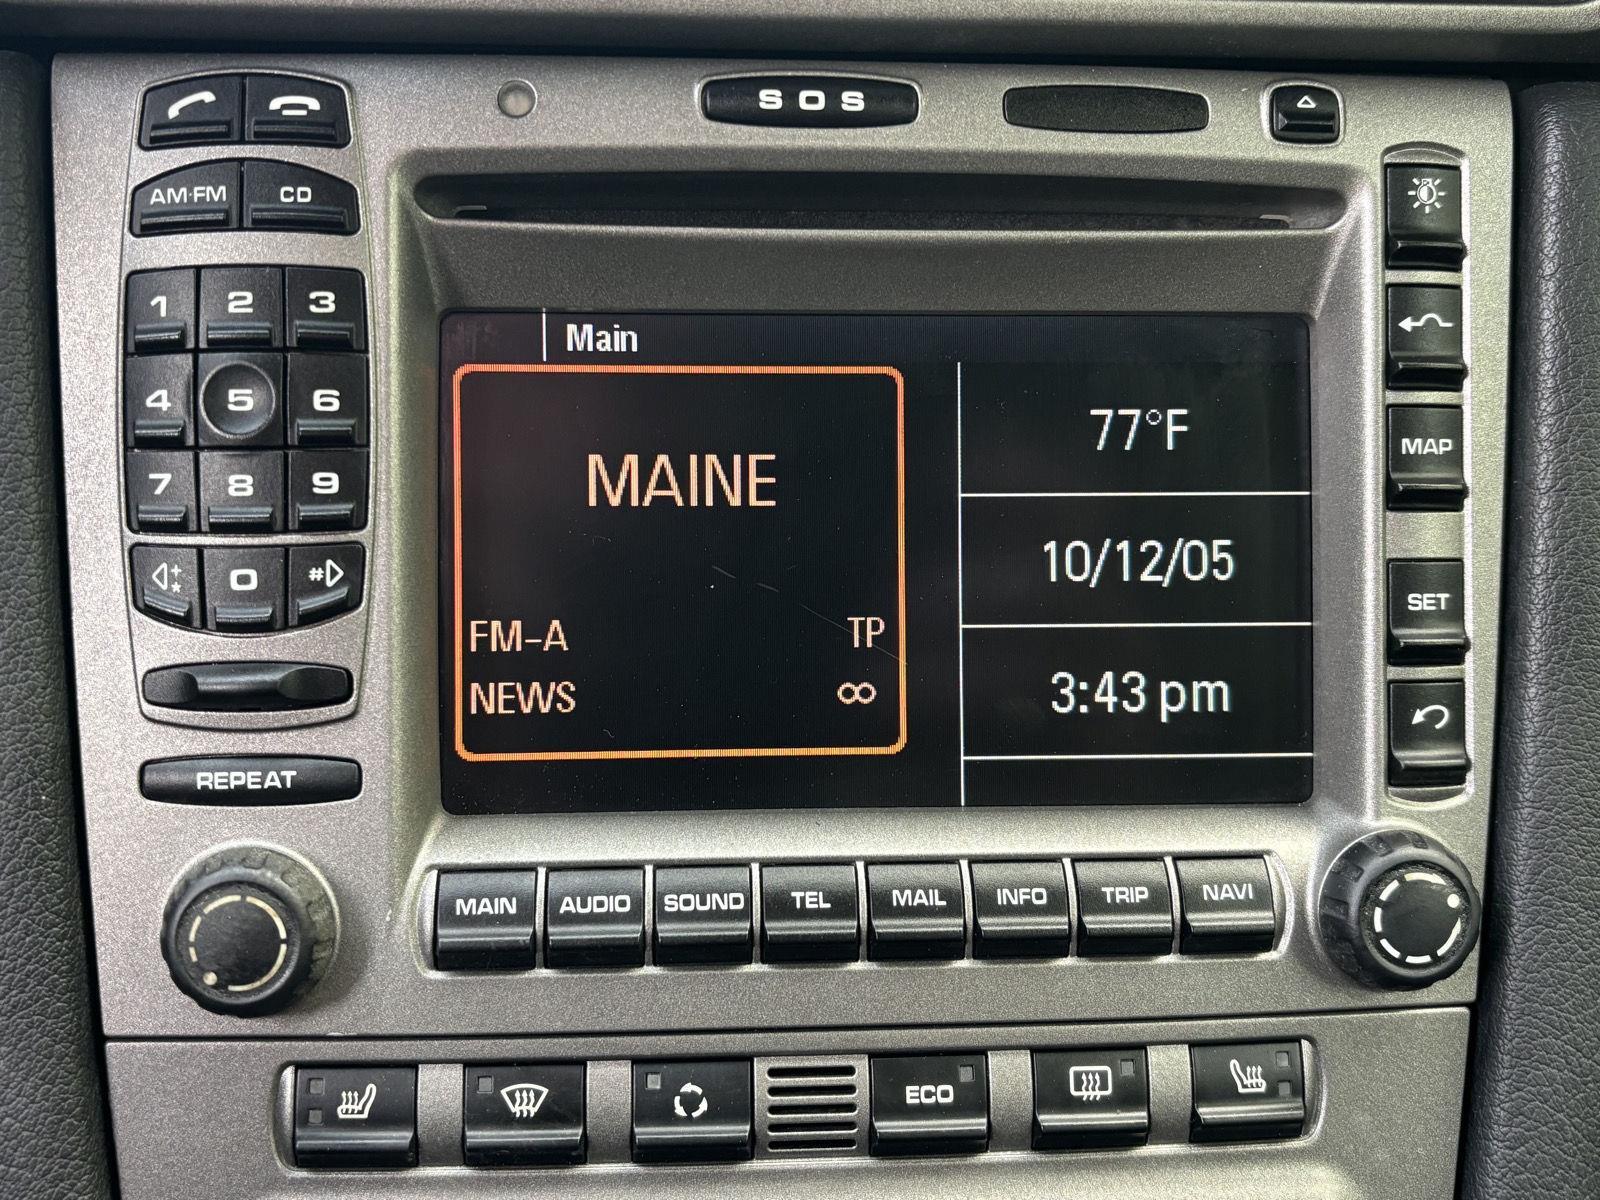 SOS
AM·FM CD
1 2 3
4 5 6
7 8 9
+
* 0 #
REPEAT
Main
MAINE
FM-A TP
NEWS ∞
77°F
10/12/05
3:43 pm
MAP
SET
MAIN AUDIO SOUND TEL MAIL INFO TRIP NAVI
ECO